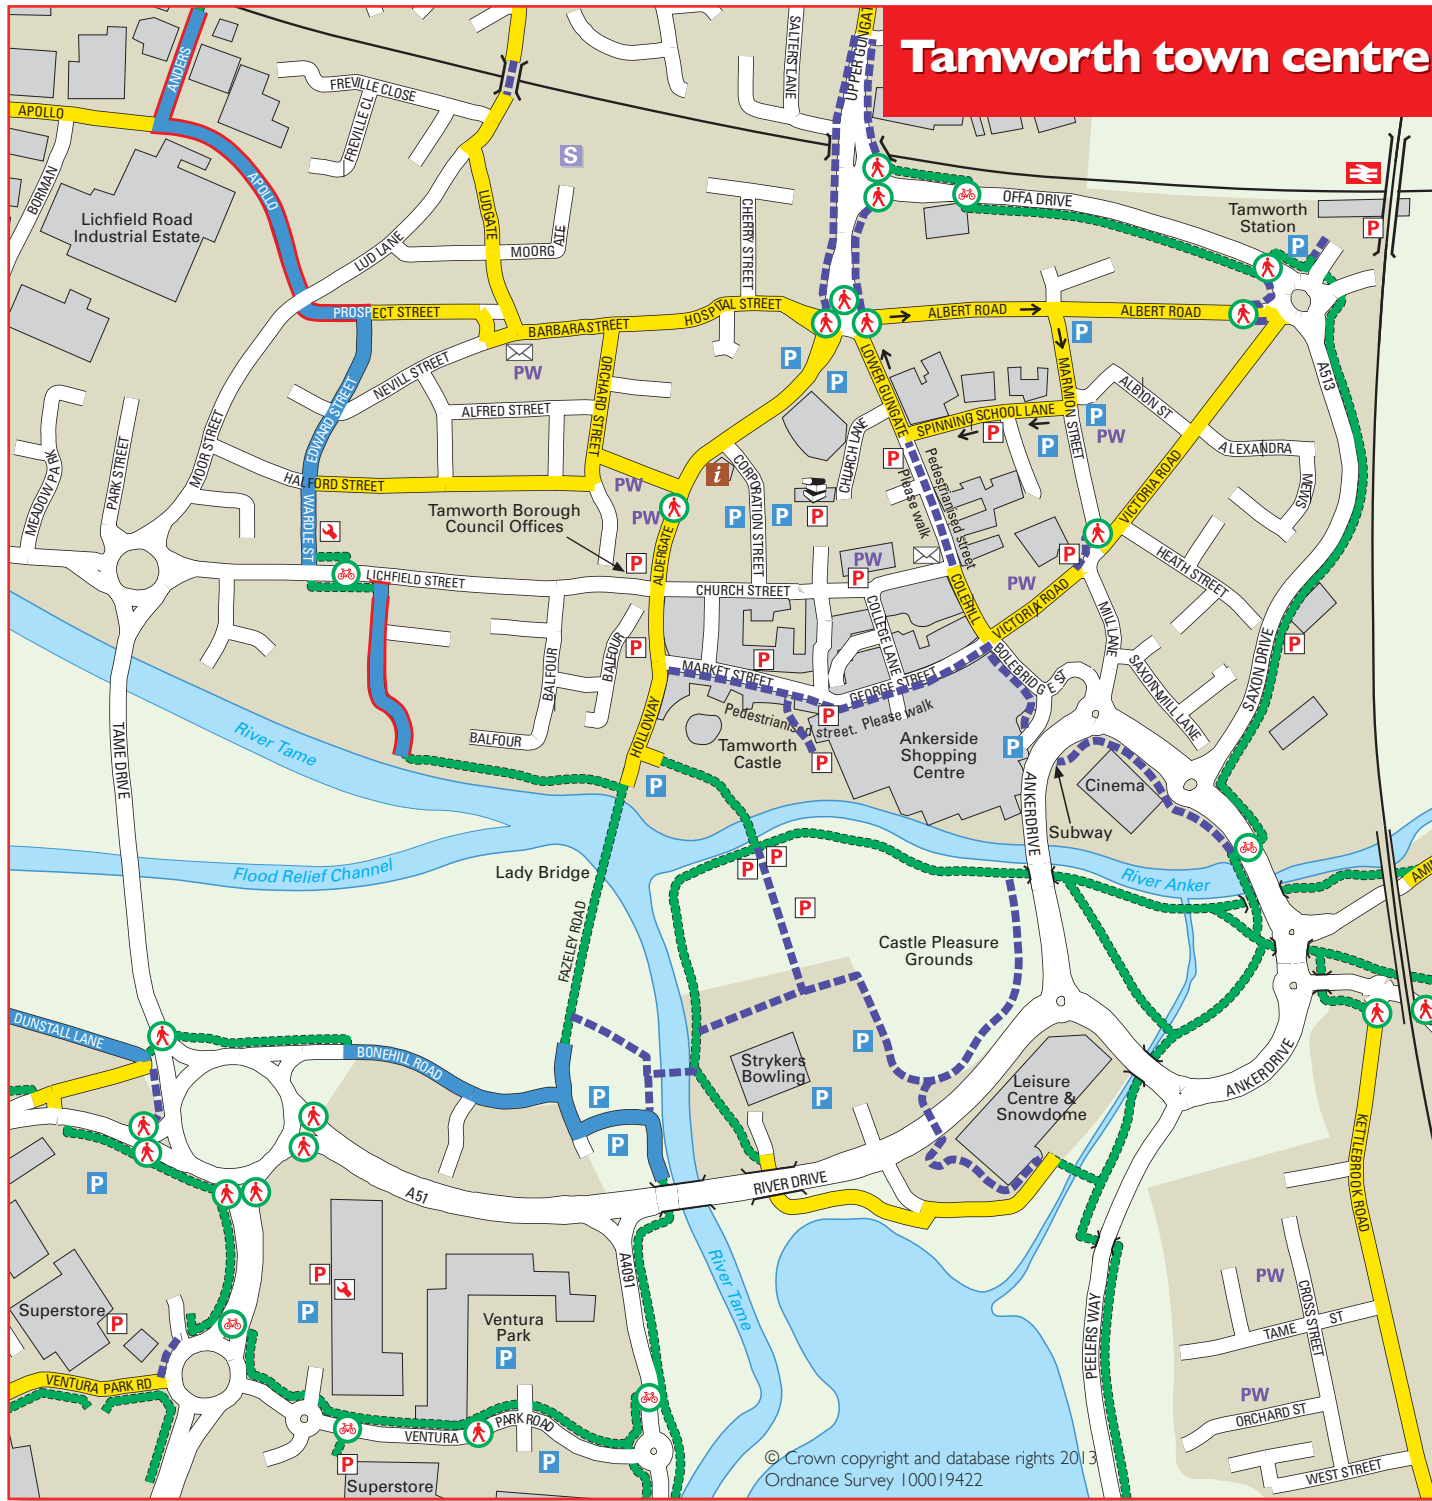 Tamworth town centre
ANDERS
APOLLO
FREVILLE CLOSE
FREVILLE CL
SALTERS LANE
UPPER GUNGATE
BORMAN
APOLLO
S
Lichfield Road
Industrial Estate
LUDGATE
LUD LANE
MOORG
ATE
CHERRY STREET
OFFA DRIVE
Tamworth
Station
P
P
PROSPECT STREET
BARBARA STREET
HOSPITAL STREET
ALBERT ROAD
ALBERT ROAD
P
P
P
PW
NEVILL STREET
ORCHARD STREET
LOWER GUNGATE
MARMION STREET
A513
ALBION ST
EDWARD STREET
ALFRED STREET
SPINNING SCHOOL LANE
P
P
P
PW
MOOR STREET
PARK STREET
MEADOW PARK
CHURCH LANE
P
ALEXANDRA
NEW S
VICTORIA ROAD
HALFORD STREET
PW
i
CORPORATION STREET
Pedestrianised street
Please walk
Tamworth Borough
Council Offices
PW
P
P
P
WARDLE ST
ALDERGATE
P
PW
P
P
PW
HEATH STREET
LICHFIELD STREET
CHURCH STREET
COLEHILL
VICTORIA ROAD
COLLEGE LANE
MILL LANE
BALFOUR
BALFOUR
BALFOUR
P
P
MARKET STREET
GEORGE STREET
BOLEBRIDGE ST
SAXON MILL LANE
SAXON DRIVE
P
P
Pedestrianised street. Please walk
HOLLOWAY
Tamworth
Castle
P
Ankerside
Shopping
Centre
P
TAME DRIVE
River Tame
P
ANKERDRIVE
Cinema
Subway
Flood Relief Channel
Lady Bridge
P
P
River Anker
AMI
P
FAZELEY ROAD
Castle Pleasure
Grounds
DUNSTALL LANE
BONEHILL ROAD
P
Strykers
Bowling
P
Leisure
Centre &
Snowdome
ANKERDRIVE
P
P
P
A51
RIVER DRIVE
KETTLEBROOK ROAD
A4091
River Tame
P
P
Superstore
P
Ventura
Park
P
PEELERS WAY
PW
CROSS STREET
TAME
ST
VENTURA PARK RD
PW
ORCHARD ST
VENTURA
PARK ROAD
P
P
Superstore
WEST STREET
© Crown copyright and database rights 2013
Ordnance Survey 100019422